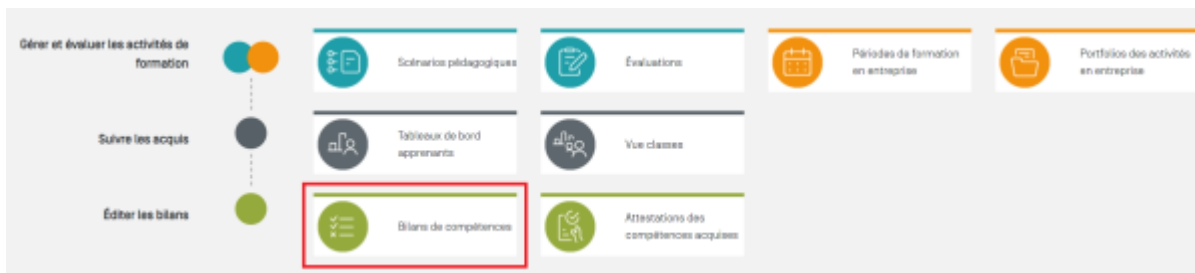 Gérer et évaluer les activités de
formation
Scénarios pédagogiques
Évaluations
Périodes de formation
en entreprise
Portfolios des activités
en entreprise
Suivre les acquis
Tableaux de bord
apprenants
Vue classes
Éditer les bilans
Bilans de compétences
Attestations des
compétences acquises